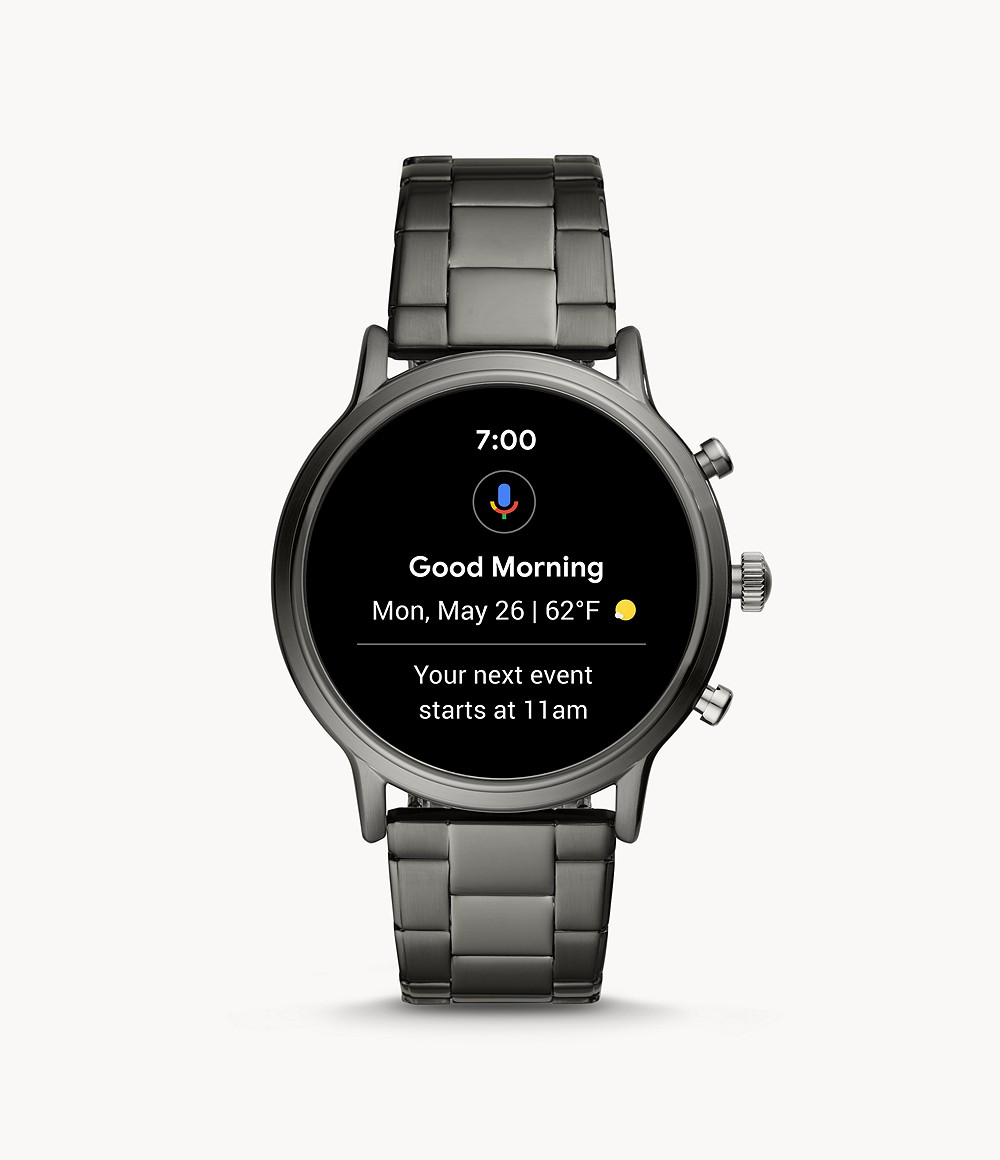 7:00
Good Morning
Mon, May 26 | 62°F
Your next event
starts at 11am